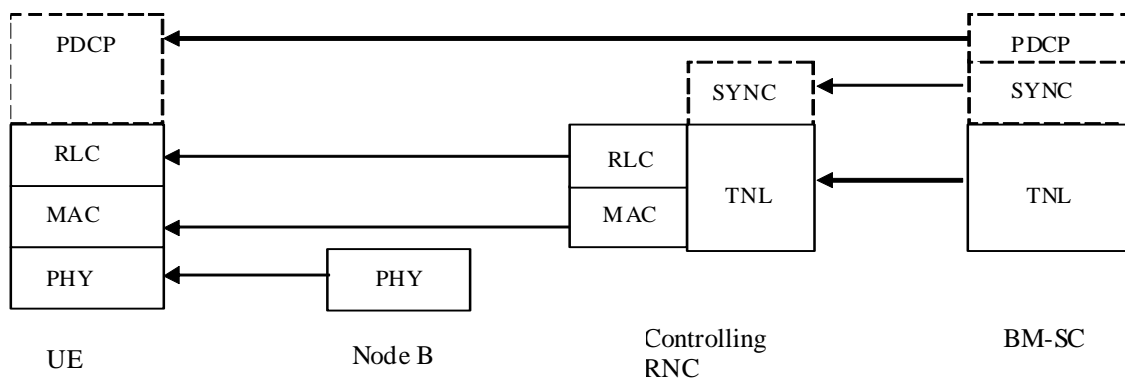 PDCP
PDCP
SYNC
SYNC
RLC
RLC
TNL
TNL
MAC
MAC
PHY
PHY
UE
Node B
Controlling
RNC
BM-SC